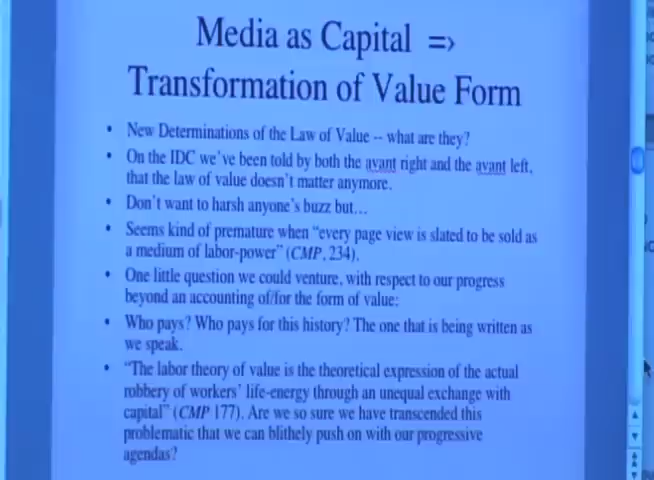 Media as Capital =>
Transformation of Value Form
• New Determinations of the Law of Value -- what are they?
• On the IDC we've been told by both the avant right and the avant left,
that the law of value doesn't matter anymore.
• Don't want to harsh anyone's buzz but...
• Seems kind of premature when "every page view is slated to be sold as
a medium of labor-power" (CMP, 234).
• One little question we could venture, with respect to our progress
beyond an accounting of/for the form of value:
• Who pays? Who pays for this history? The one that is being written as
we speak.
• "The labor theory of value is the theoretical expression of the actual
robbery of workers' life-energy through an unequal exchange with
capital" (CMP 177). Are we so sure we have transcended this
problematic that we can blithely push on with our progressive
agendas?